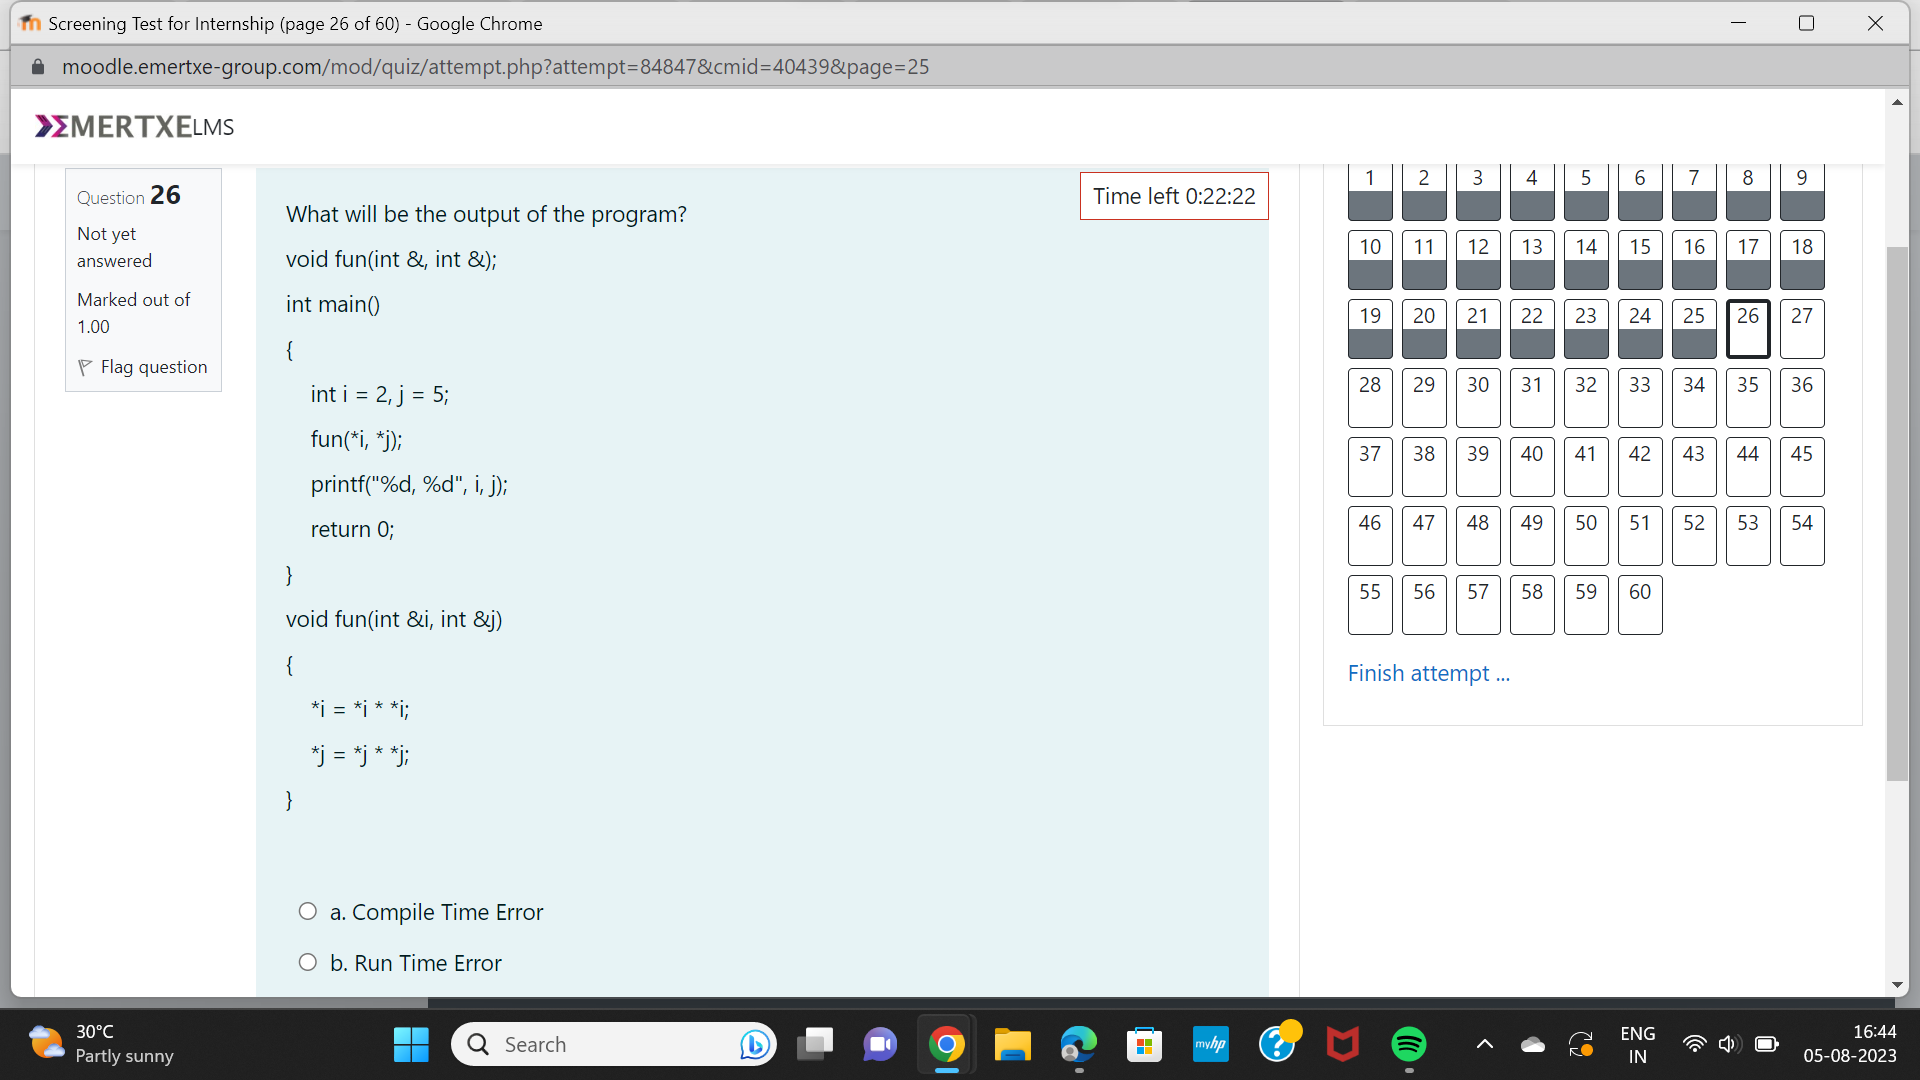 Screening Test for Internship (page 26 of 60) - Google Chrome
moodle.emertxe-group.com/mod/quiz/attempt.php?attempt=84847&cmid=40439&page=25
EMERTXE LMS
Question 26
Not yet
answered
Marked out of
1.00
Flag question
Time left 0:22:22
What will be the output of the program?
void fun(int &, int &);
int main()
{
int i = 2, j = 5;
fun(*i, *j);
printf("%d, %d", i, j);
return 0;
}
void fun(int &i, int &j)
{
*i = *i * *i;
*j = *j * *j;
}
a. Compile Time Error
b. Run Time Error
1 2 3 4 5 6 7 8 9
10 11 12 13 14 15 16 17 18
19 20 21 22 23 24 25 26 27
28 29 30 31 32 33 34 35 36
37 38 39 40 41 42 43 44 45
46 47 48 49 50 51 52 53 54
55 56 57 58 59 60
Finish attempt ...
30°C
Partly sunny
Search
myhp
ENG
IN
16:44
05-08-2023